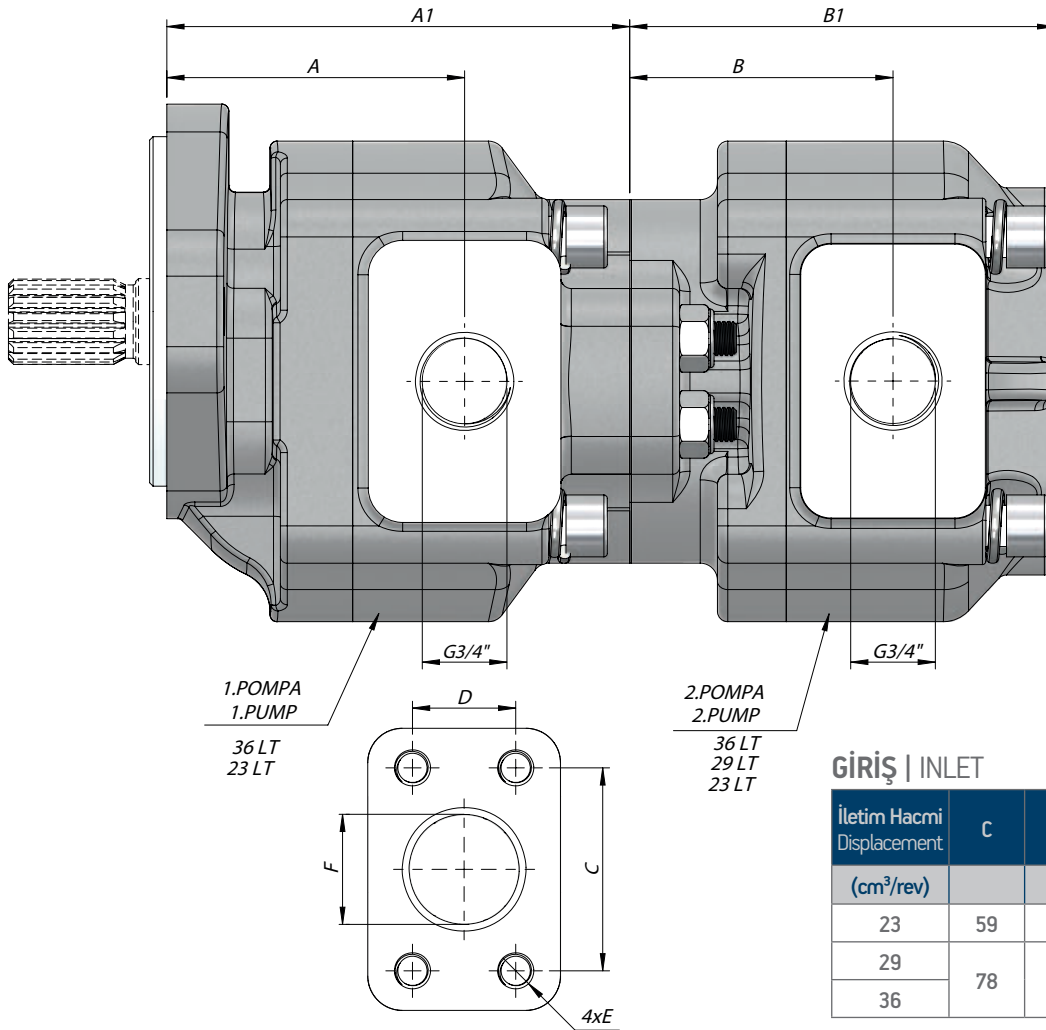 A1
B1
A
B
G3/4"
G3/4"
1.POMPA
1.PUMP
36 LT
23 LT
2.POMPA
2.PUMP
36 LT
29 LT
23 LT
D
F
C
4xE
GİRİŞ | INLET
İletim Hacmi
Displacement
C
(cm³/rev)
23
59
29
78
36